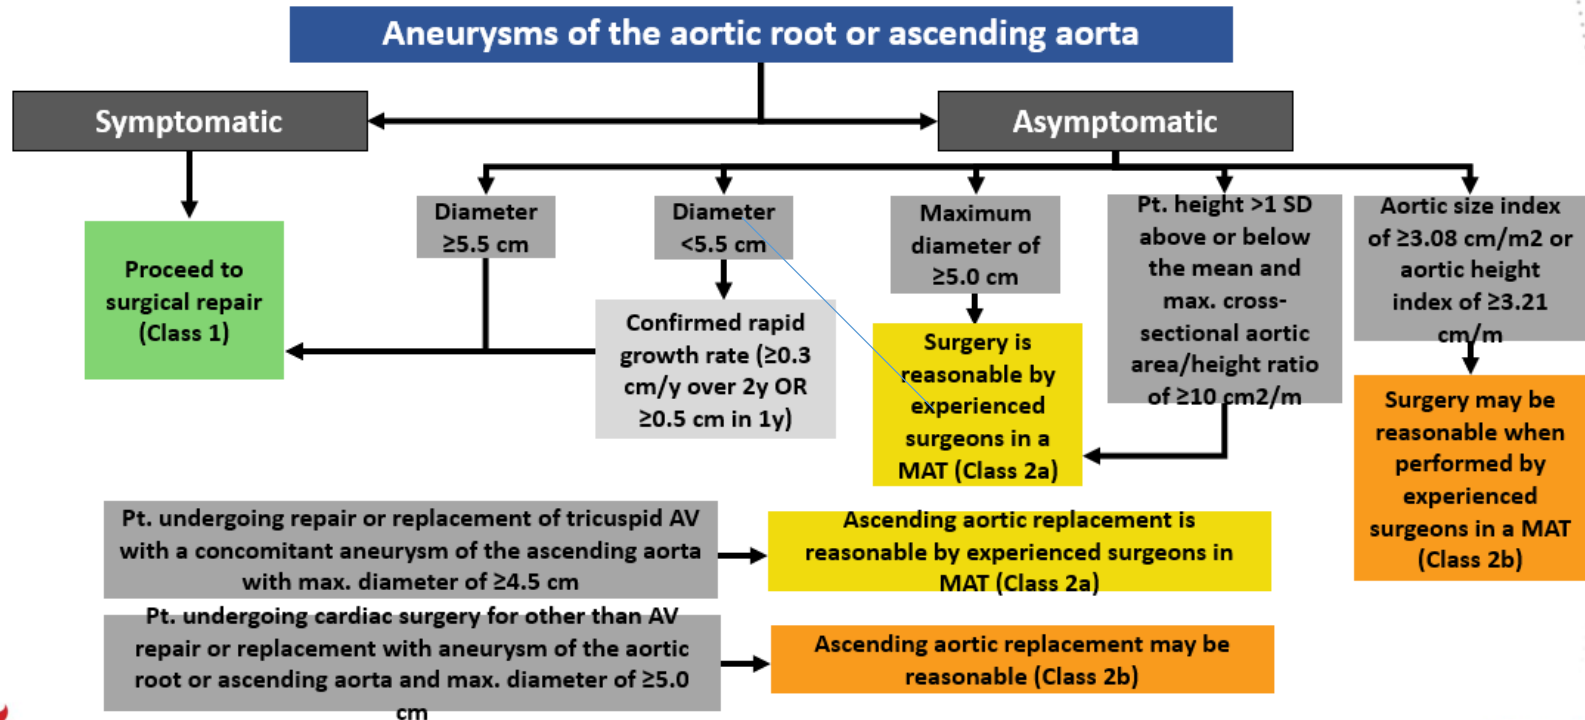 Aneurysms of the aortic root or ascending aorta
Symptomatic
Asymptomatic
Proceed to
surgical repair
(Class 1)
Diameter
≥5.5 cm
Diameter
<5.5 cm
Confirmed rapid
growth rate (≥0.3
cm/y over 2y OR
≥0.5 cm in 1y)
Maximum
diameter of
≥5.0 cm
Surgery is
reasonable by
experienced
surgeons in a
MAT (Class 2a)
Pt. height >1 SD
above or below
the mean and
max. cross-
sectional aortic
area/height ratio
of ≥10 cm2/m
Aortic size index
of ≥3.08 cm/m2 or
aortic height
index of ≥3.21
cm/m
Surgery may be
reasonable when
performed by
experienced
surgeons in a MAT
(Class 2b)
Pt. undergoing repair or replacement of tricuspid AV
with a concomitant aneurysm of the ascending aorta
with max. diameter of ≥4.5 cm
Ascending aortic replacement is
reasonable by experienced surgeons in
MAT (Class 2a)
Pt. undergoing cardiac surgery for other than AV
repair or replacement with aneurysm of the aortic
root or ascending aorta and max. diameter of ≥5.0
cm
Ascending aortic replacement may be
reasonable (Class 2b)